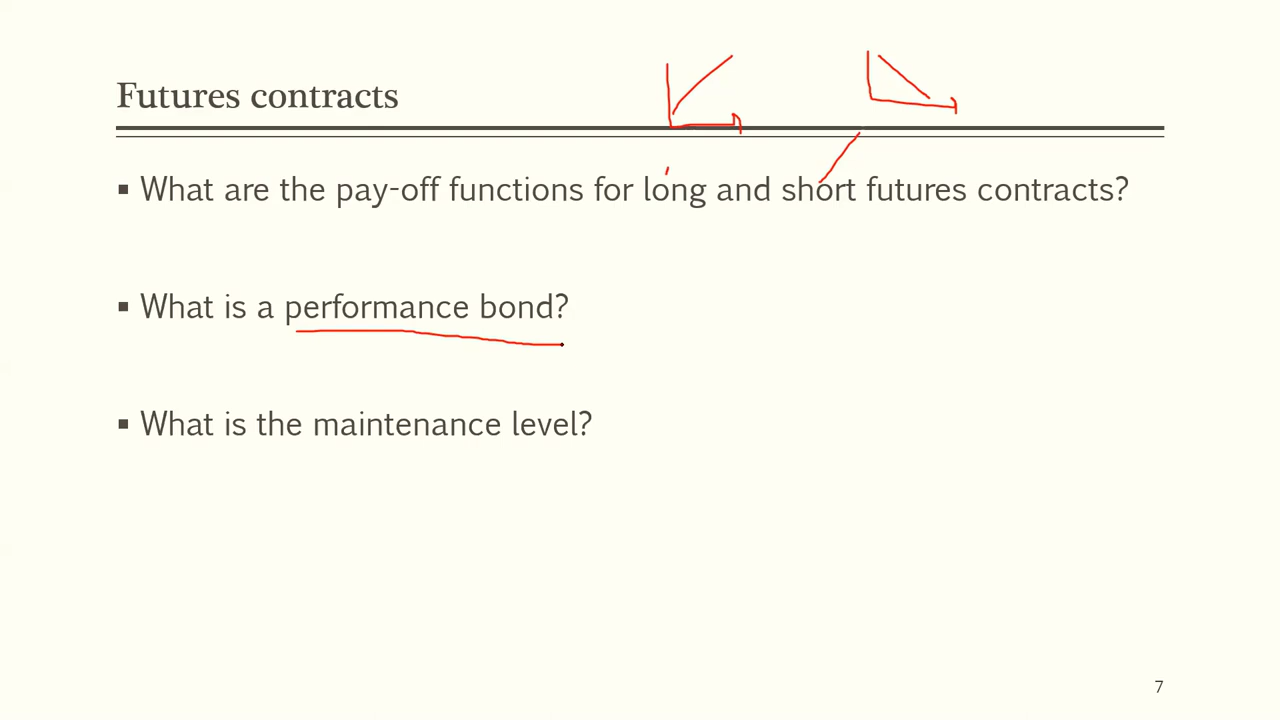 Futures contracts
▪ What are the pay-off functions for long and short futures contracts?
▪ What is a performance bond?
▪ What is the maintenance level?
7